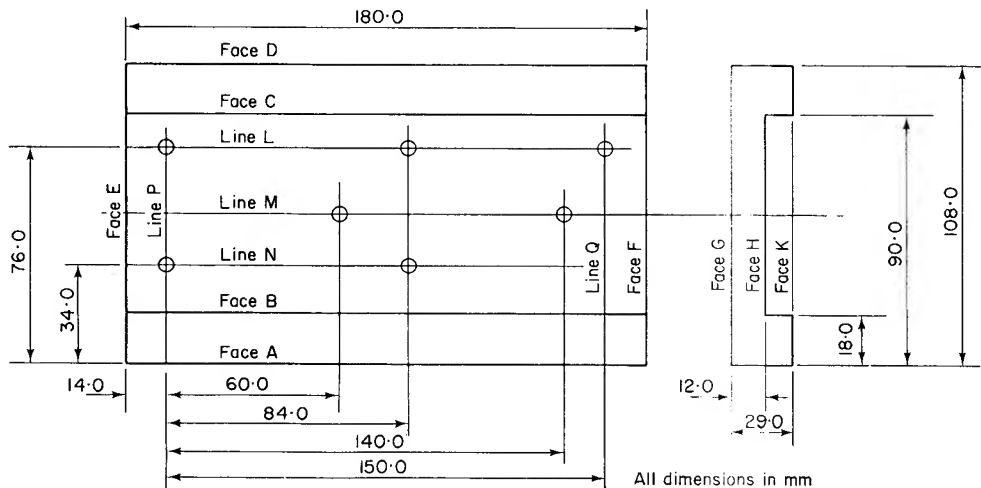 180·0
Face D
Face C
Line L
Face E
Line P
Line M
76·0
Line N
34·0
Face B
Face A
Line Q
Face F
Face G
Face H
Face K
90·0
108·0
18·0
14·0
60·0
84·0
140·0
150·0
12·0
29·0
All dimensions in mm